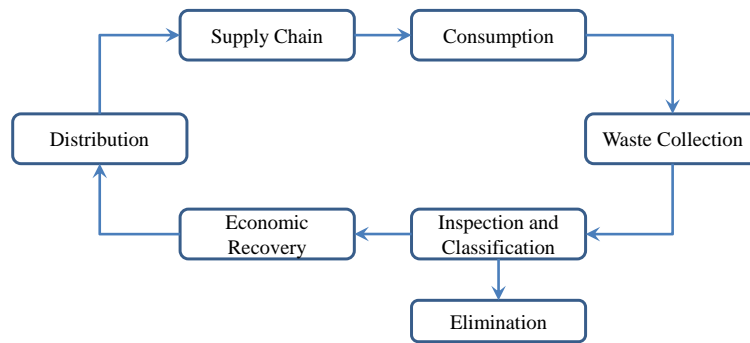 Supply Chain
Consumption
Distribution
Waste Collection
Economic
Recovery
Inspection and
Classification
Elimination